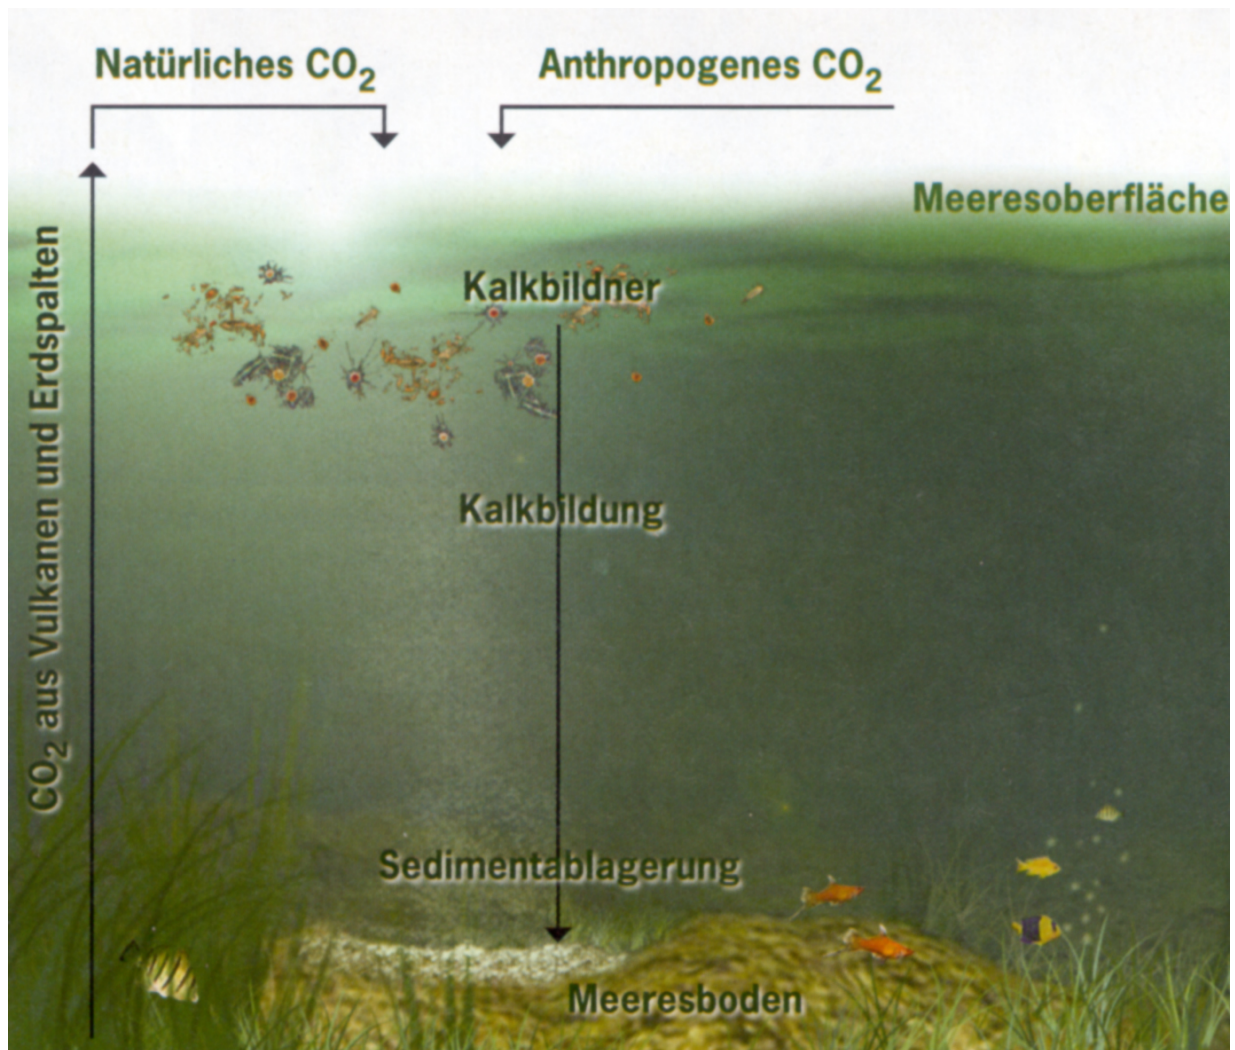 Natürliches CO₂
Anthropogenes CO₂
Meeresoberfläche
CO₂ aus Vulkanen und Erdspalten
Kalkbildner
Kalkbildung
Sedimentablagerung
Meeresboden